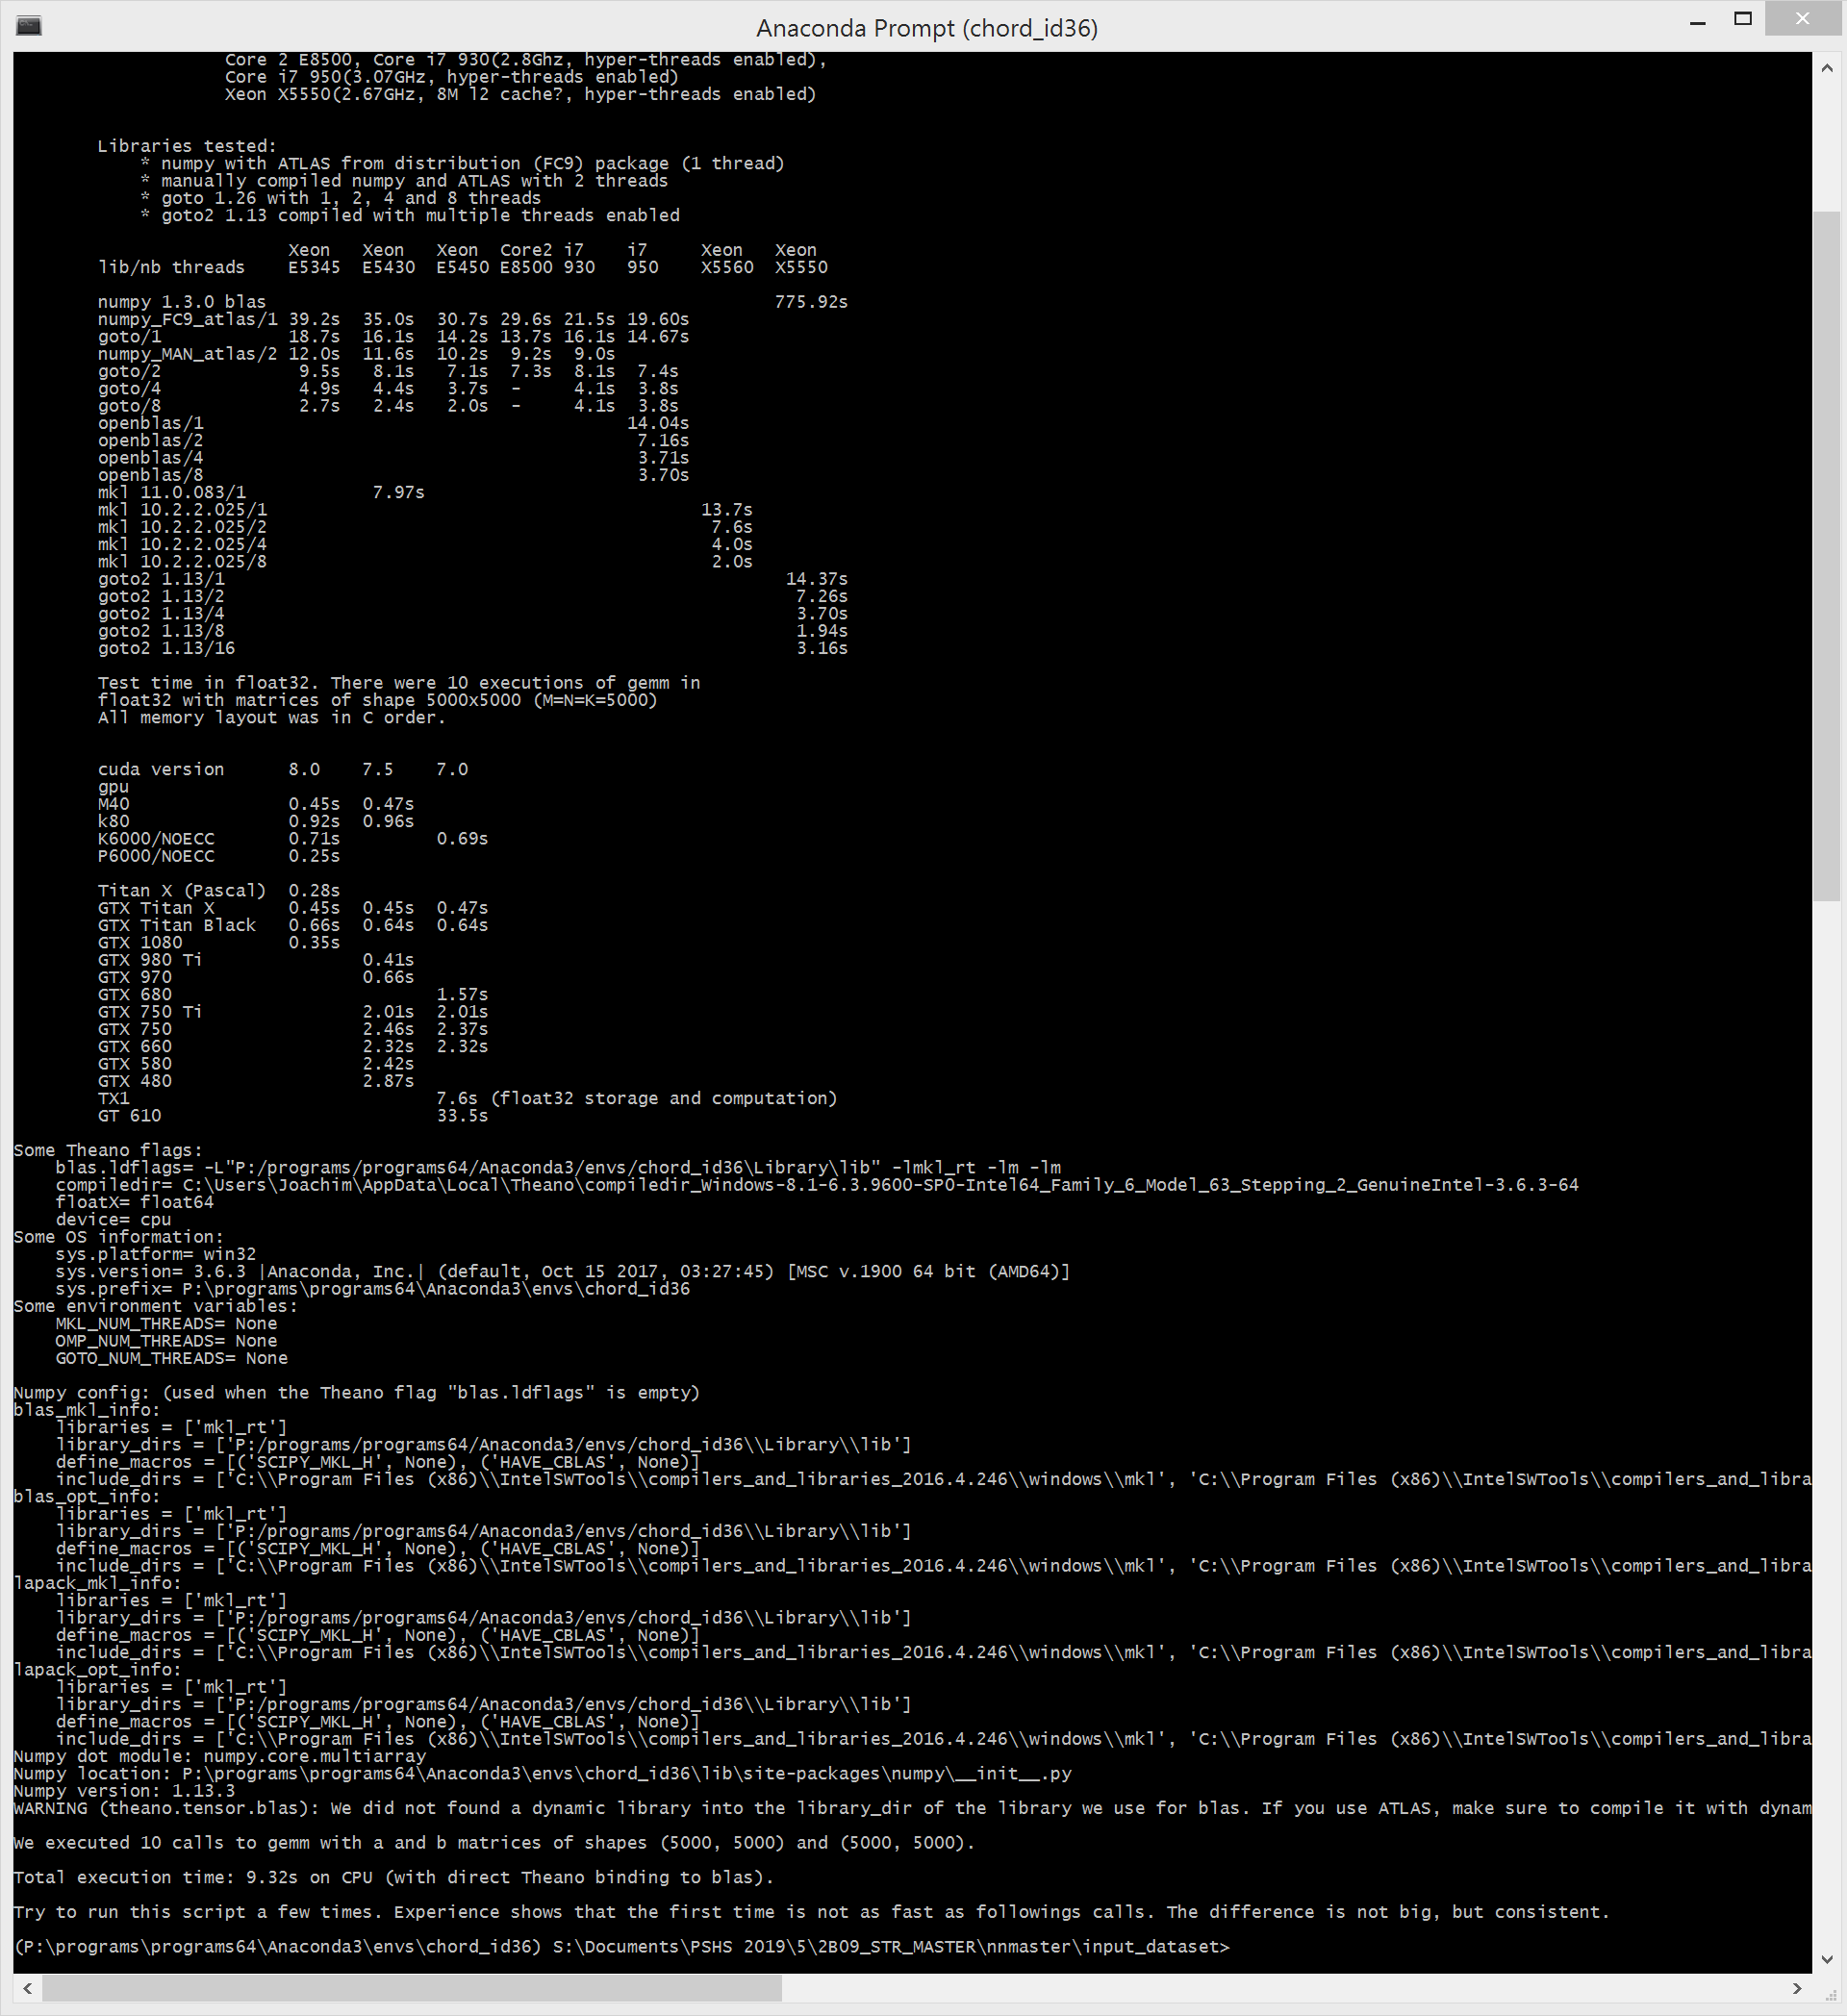 Anaconda Prompt (chord_id36)
Core 2 E8500, Core i7 930(2.8Ghz, hyper-threads enabled),
Core i7 950(3.07GHz, hyper-threads enabled)
Xeon X5550(2.67GHz, 8M l2 cache?, hyper-threads enabled)
Libraries tested:
* numpy with ATLAS from distribution (FC9) package (1 thread)
* manually compiled numpy and ATLAS with 2 threads
* goto 1.26 with 1, 2, 4 and 8 threads
* goto2 1.13 compiled with multiple threads enabled
Xeon Xeon Xeon Core2 i7 i7 Xeon Xeon
lib/nb threads E5345 E5430 E5450 E8500 930 950 X5560 X5550
numpy 1.3.0 blas 775.92s
numpy_FC9_atlas/1 39.2s 35.0s 30.7s 29.6s 21.5s 19.60s
goto/1 18.7s 16.1s 14.2s 13.7s 16.1s 14.67s
numpy_MAN_atlas/2 12.0s 11.6s 10.2s 9.2s 9.0s
goto/2 9.5s 8.1s 7.1s 7.3s 8.1s 7.4s
goto/4 4.9s 4.4s 3.7s - 4.1s 3.8s
goto/8 2.7s 2.4s 2.0s - 4.1s 3.8s
openblas/1 14.04s
openblas/2 7.16s
openblas/4 3.71s
openblas/8 3.70s
mkl 11.0.083/1 7.97s
mkl 10.2.2.025/1 13.7s
mkl 10.2.2.025/2 7.6s
mkl 10.2.2.025/4 4.0s
mkl 10.2.2.025/8 2.0s
goto2 1.13/1 14.37s
goto2 1.13/2 7.26s
goto2 1.13/4 3.70s
goto2 1.13/8 1.94s
goto2 1.13/16 3.16s
Test time in float32. There were 10 executions of gemm in
float32 with matrices of shape 5000x5000 (M=N=K=5000)
All memory layout was in C order.
cuda version 8.0 7.5 7.0
gpu
M40 0.45s 0.47s
k80 0.92s 0.96s
K6000/NOECC 0.71s 0.69s
P6000/NOECC 0.25s
Titan X (Pascal) 0.28s
GTX Titan X 0.45s 0.45s 0.47s
GTX Titan Black 0.66s 0.64s 0.64s
GTX 1080 0.35s
GTX 980 Ti 0.41s
GTX 970 0.66s
GTX 680 1.57s
GTX 750 Ti 2.01s 2.01s
GTX 750 2.46s 2.37s
GTX 660 2.32s 2.32s
GTX 580 2.42s
GTX 480 2.87s
TX1 7.6s (float32 storage and computation)
GT 610 33.5s
Some Theano flags:
blas.ldflags= -L"P:/programs/programs64/Anaconda3/envs/chord_id36\Library\lib" -lmkl_rt -lm -lm
compiledir= C:\Users\Joachim\AppData\Local\Theano\compiledir_Windows-8.1-6.3.9600-SP0-Intel64_Family_6_Model_63_Stepping_2_GenuineIntel-3.6.3-64
floatX= float64
device= cpu
Some OS information:
sys.platform= win32
sys.version= 3.6.3 |Anaconda, Inc.| (default, Oct 15 2017, 03:27:45) [MSC v.1900 64 bit (AMD64)]
sys.prefix= P:\programs\programs64\Anaconda3\envs\chord_id36
Some environment variables:
MKL_NUM_THREADS= None
OMP_NUM_THREADS= None
GOTO_NUM_THREADS= None
Numpy config: (used when the Theano flag "blas.ldflags" is empty)
blas_mkl_info:
libraries = ['mkl_rt']
library_dirs = ['P:/programs/programs64/Anaconda3/envs/chord_id36\\Library\\lib']
define_macros = [('SCIPY_MKL_H', None), ('HAVE_CBLAS', None)]
include_dirs = ['C:\\Program Files (x86)\\IntelSWTools\\compilers_and_libraries_2016.4.246\\windows\\mkl', 'C:\\Program Files (x86)\\IntelSWTools\\compilers_and_libra
blas_opt_info:
libraries = ['mkl_rt']
library_dirs = ['P:/programs/programs64/Anaconda3/envs/chord_id36\\Library\\lib']
define_macros = [('SCIPY_MKL_H', None), ('HAVE_CBLAS', None)]
include_dirs = ['C:\\Program Files (x86)\\IntelSWTools\\compilers_and_libraries_2016.4.246\\windows\\mkl', 'C:\\Program Files (x86)\\IntelSWTools\\compilers_and_libra
lapack_mkl_info:
libraries = ['mkl_rt']
library_dirs = ['P:/programs/programs64/Anaconda3/envs/chord_id36\\Library\\lib']
define_macros = [('SCIPY_MKL_H', None), ('HAVE_CBLAS', None)]
include_dirs = ['C:\\Program Files (x86)\\IntelSWTools\\compilers_and_libraries_2016.4.246\\windows\\mkl', 'C:\\Program Files (x86)\\IntelSWTools\\compilers_and_libra
lapack_opt_info:
libraries = ['mkl_rt']
library_dirs = ['P:/programs/programs64/Anaconda3/envs/chord_id36\\Library\\lib']
define_macros = [('SCIPY_MKL_H', None), ('HAVE_CBLAS', None)]
include_dirs = ['C:\\Program Files (x86)\\IntelSWTools\\compilers_and_libraries_2016.4.246\\windows\\mkl', 'C:\\Program Files (x86)\\IntelSWTools\\compilers_and_libra
Numpy dot module: numpy.core.multiarray
Numpy location: P:\programs\programs64\Anaconda3\envs\chord_id36\lib\site-packages\numpy\__init__.py
Numpy version: 1.13.3
WARNING (theano.tensor.blas): We did not found a dynamic library into the library_dir of the library we use for blas. If you use ATLAS, make sure to compile it with dynam
We executed 10 calls to gemm with a and b matrices of shapes (5000, 5000) and (5000, 5000).
Total execution time: 9.32s on CPU (with direct Theano binding to blas).
Try to run this script a few times. Experience shows that the first time is not as fast as followings calls. The difference is not big, but consistent.
(P:\programs\programs64\Anaconda3\envs\chord_id36) S:\Documents\PSHS 2019\5\2B09_STR_MASTER\nnmaster\input_dataset>